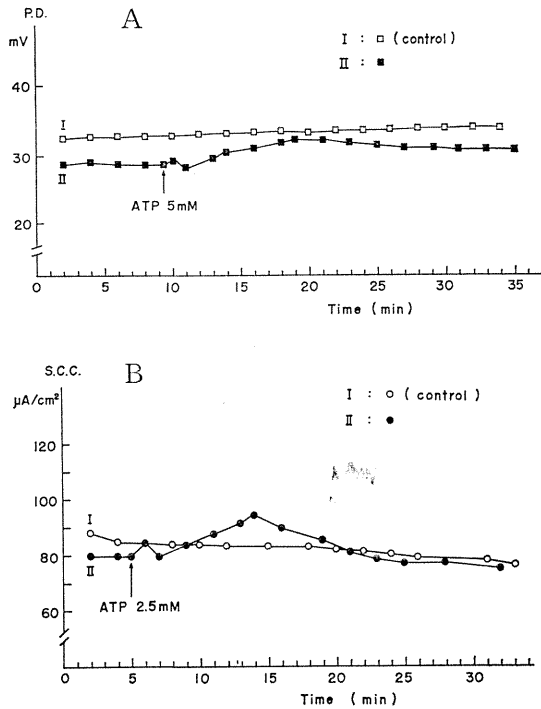 P.D.
A
mV
I : □ (control)
II : ■
40
I
30
II
ATP 5mM
20
0 5 10 15 20 25 30 35
Time (min)
S.C.C.
B
μA/cm²
I : ○ (control)
II : ●
120
100
I
80
II
ATP 2.5mM
60
0 5 10 15 20 25 30
Time (min)